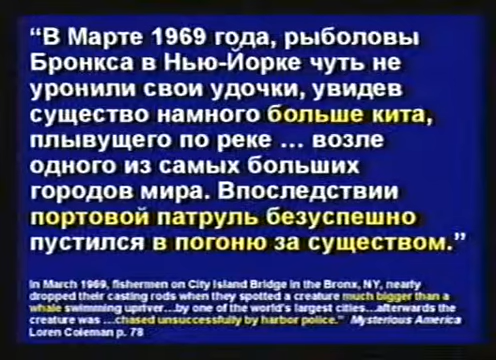 “В Марте 1969 года, рыболовы
Бронкса в Нью-Йорке чуть не
уронили свои удочки, увидев
существо намного больше кита,
плывущего по реке ... возле
одного из самых больших
городов мира. Впоследствии
портовой патруль безуспешно
пустился в погоню за существом.”
In March 1969, fishermen on City Island Bridge in the Bronx, NY, nearly
dropped their casting rods when they spotted a creature much bigger than a
whale swimming upriver...by one of the world's largest cities...afterwards the
creature was ...chased unsuccessfully by harbor police.” Mysterious America
Loren Coleman p. 78